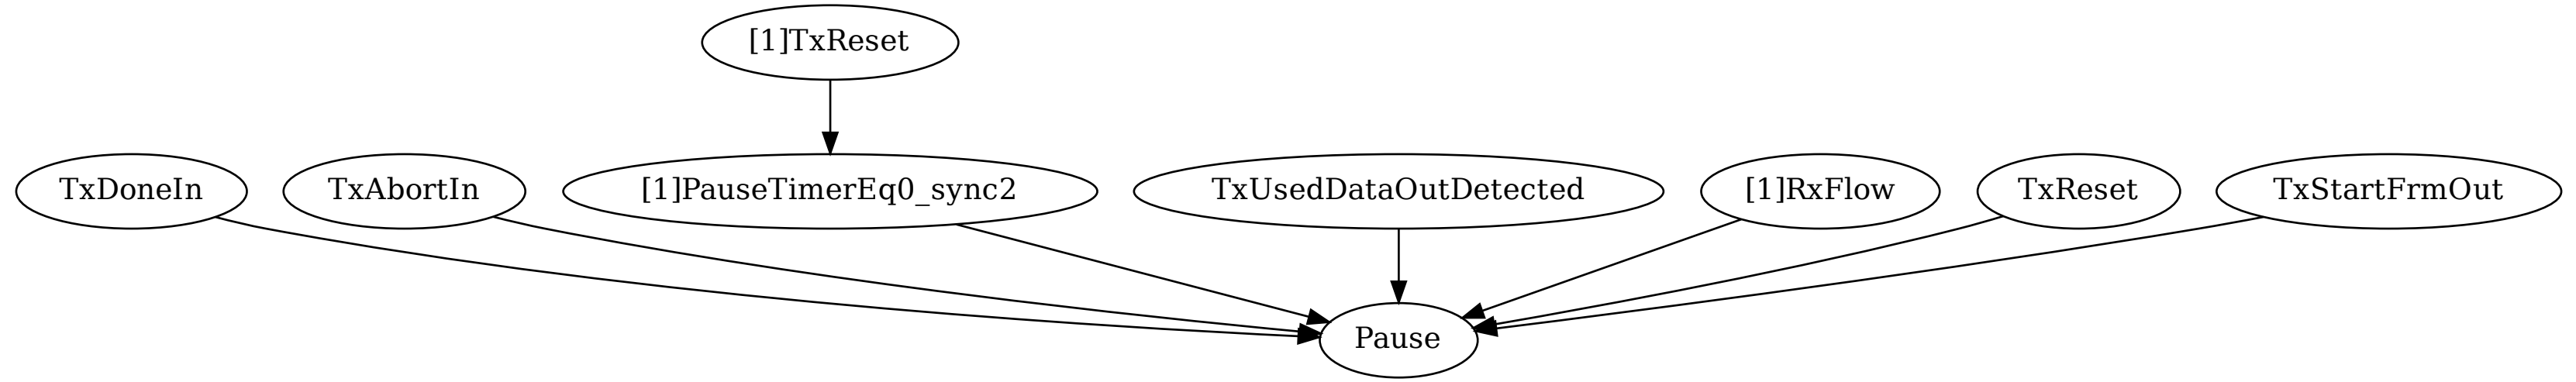 [1]TxReset
TxDoneIn
TxAbortIn
[1]PauseTimerEq0_sync2
TxUsedDataOutDetected
[1]RxFlow
TxReset
TxStartFrmOut
Pause